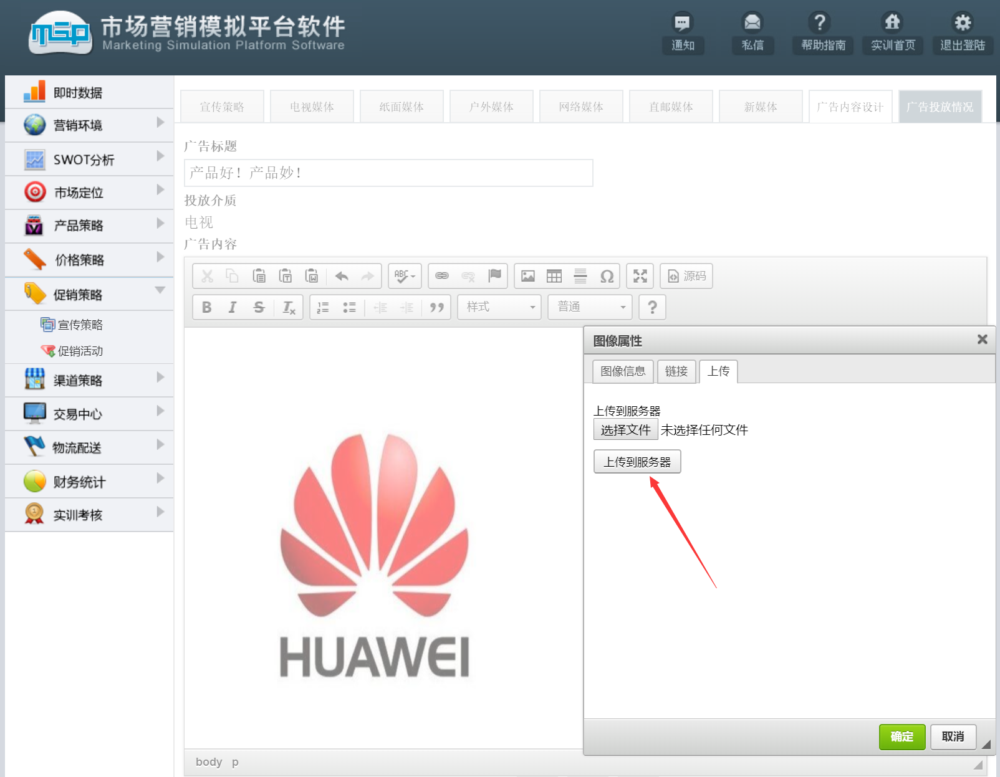 msp 市场营销模拟平台软件
Marketing Simulation Platform Software
通知 私信 帮助指南 实训首页 退出登陆
即时数据
营销环境
SWOT分析
市场定位
产品策略
价格策略
促销策略
宣传策略
促销活动
渠道策略
交易中心
物流配送
财务统计
实训考核
宣传策略 电视媒体 纸面媒体 户外媒体 网络媒体 直邮媒体 新媒体 广告内容设计 广告投放情况
广告标题
产品好！产品妙！
投放介质
电视
广告内容
ABC Ω 源码
B I S Tx 样式 普通 ?
HUAWEI
图像属性
图像信息 链接 上传
上传到服务器
选择文件 未选择任何文件
上传到服务器
确定 取消
body p